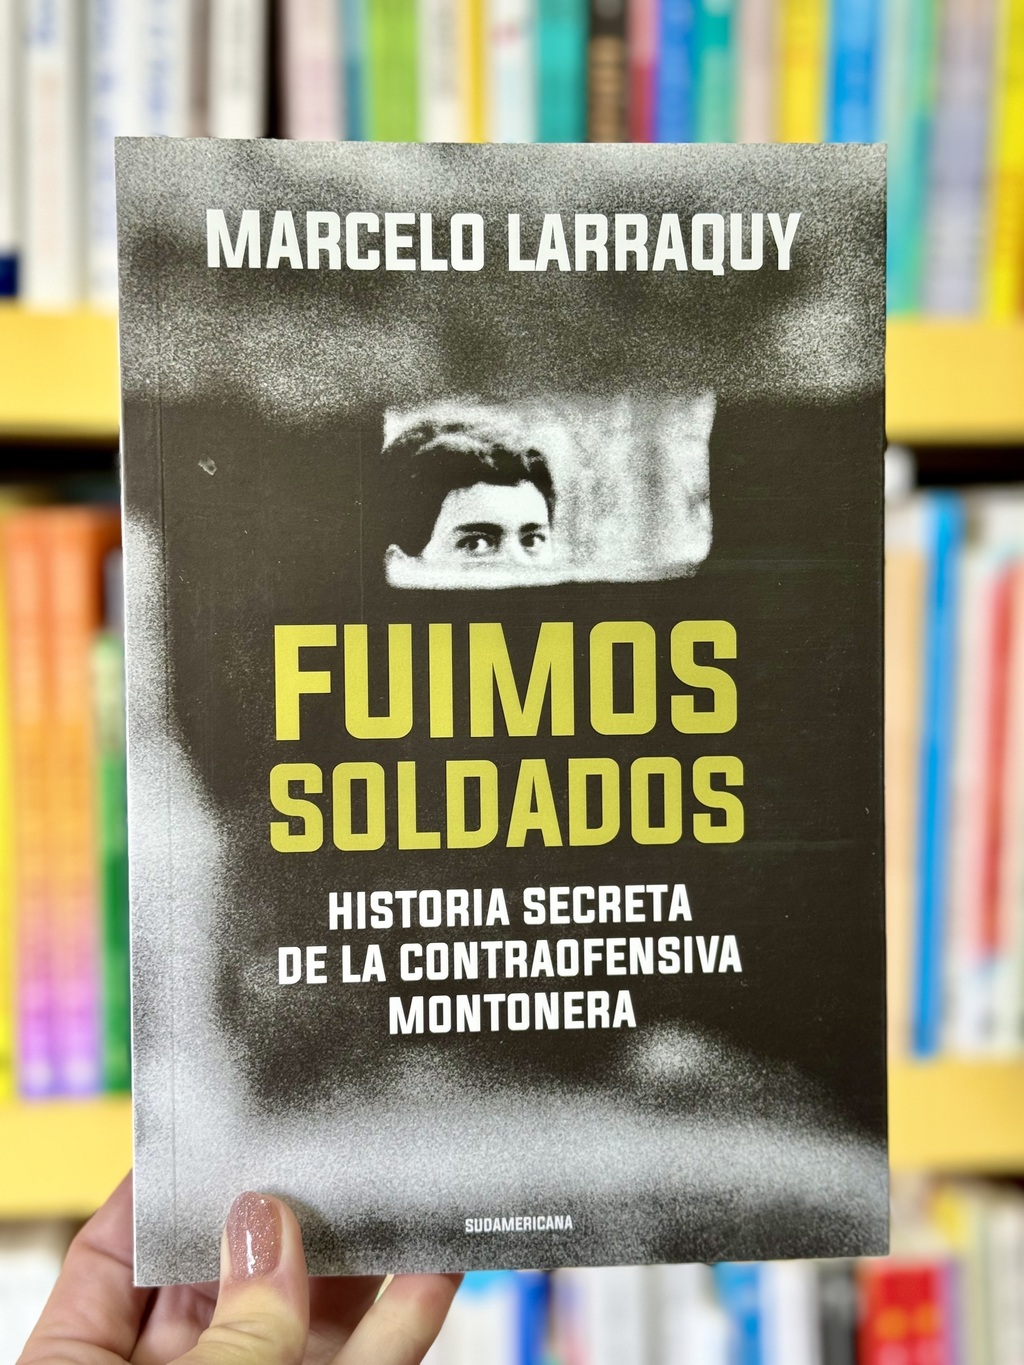 MARCELO LARRAQUY
FUIMOS
SOLDADOS
HISTORIA SECRETA
DE LA CONTRAOFENSIVA
MONTONERA
SUDAMERICANA